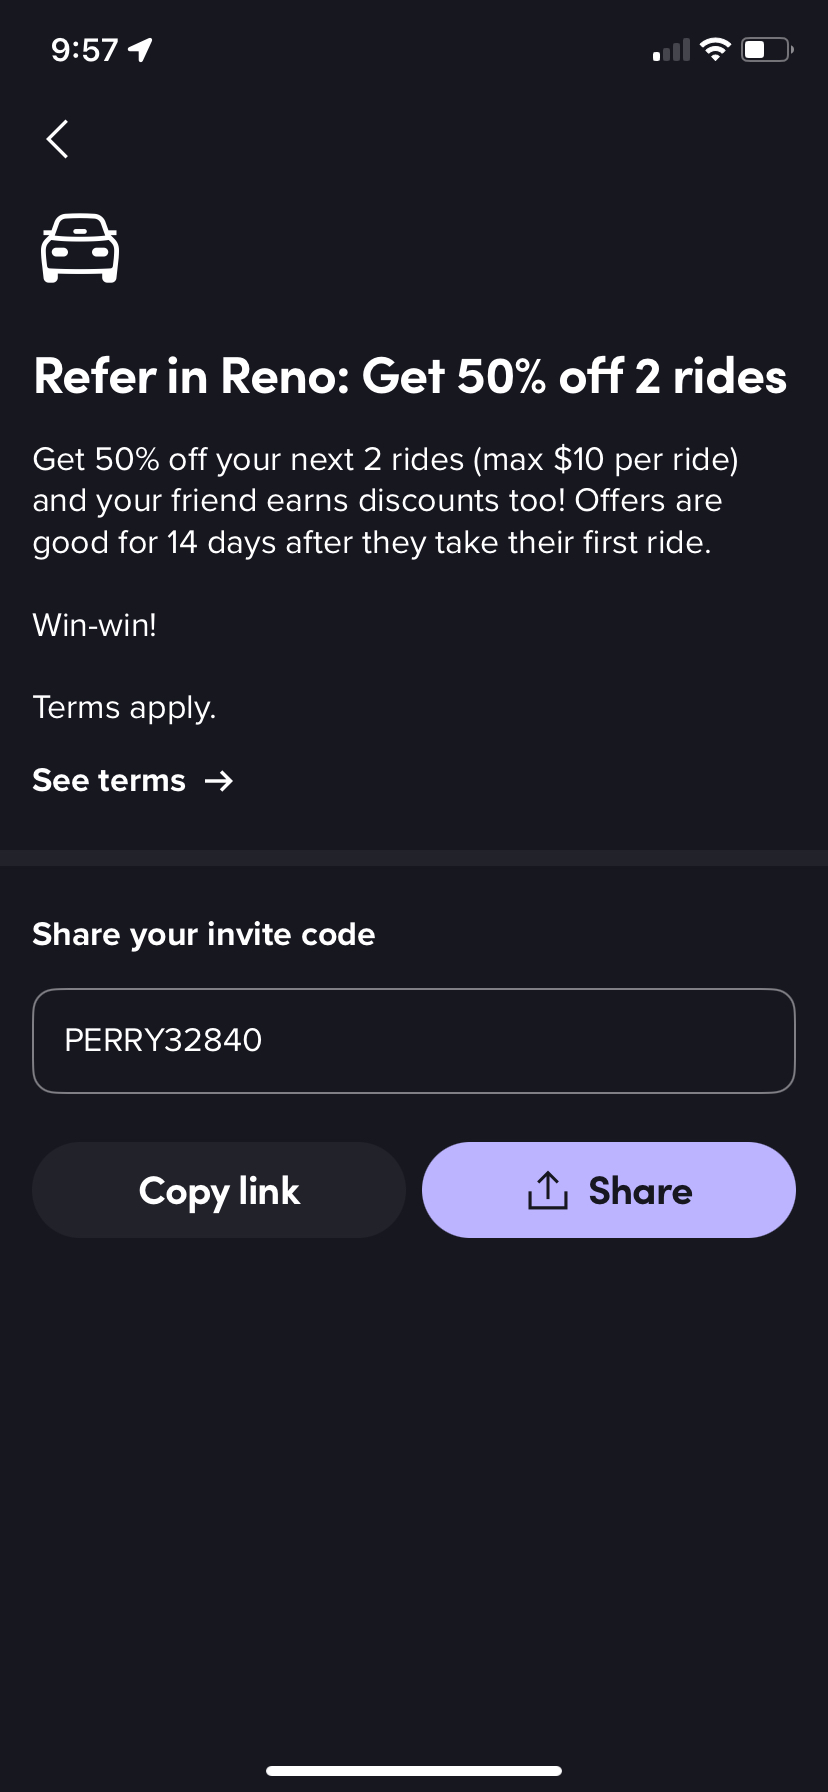 9:57
Refer in Reno: Get 50% off 2 rides
Get 50% off your next 2 rides (max $10 per ride)
and your friend earns discounts too! Offers are
good for 14 days after they take their first ride.
Win-win!
Terms apply.
See terms →
Share your invite code
PERRY32840
Copy link
Share